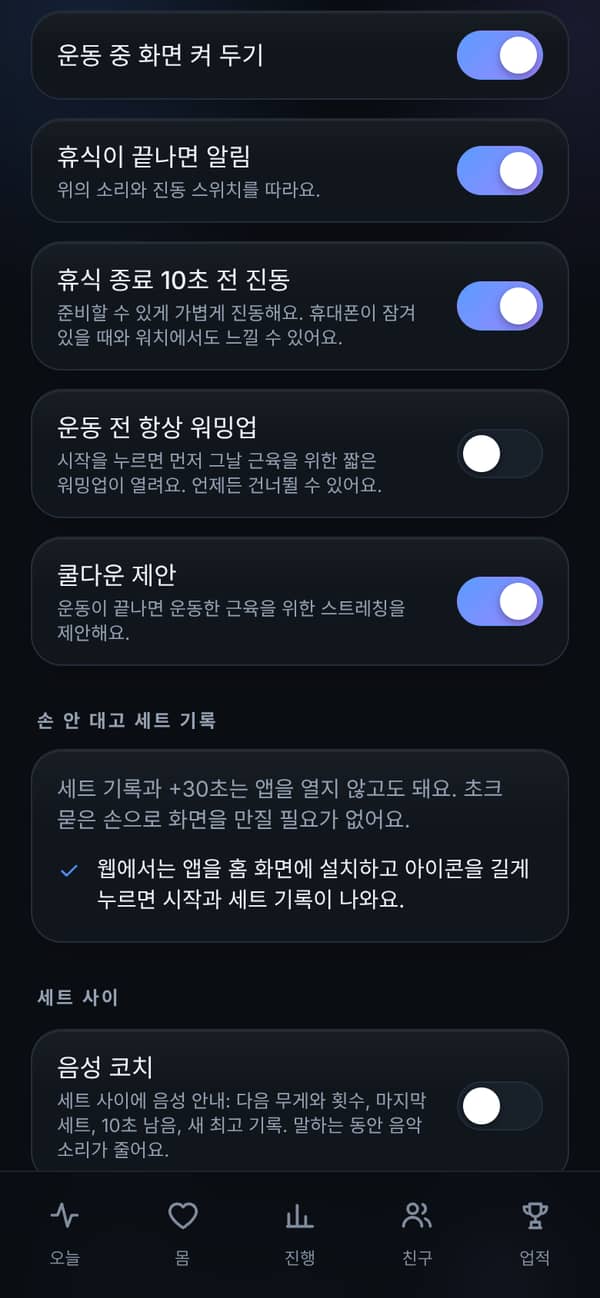 운동 중 화면 켜 두기
휴식이 끝나면 알림
위의 소리와 진동 스위치를 따라요.
휴식 종료 10초 전 진동
준비할 수 있게 가볍게 진동해요. 휴대폰이 잠겨
있을 때와 워치에서도 느낄 수 있어요.
운동 전 항상 워밍업
시작을 누르면 먼저 그날 근육을 위한 짧은
워밍업이 열려요. 언제든 건너뛸 수 있어요.
쿨다운 제안
운동이 끝나면 운동한 근육을 위한 스트레칭을
제안해요.
손 안 대고 세트 기록
세트 기록과 +30초는 앱을 열지 않고도 돼요. 초크
묻은 손으로 화면을 만질 필요가 없어요.
웹에서는 앱을 홈 화면에 설치하고 아이콘을 길게
누르면 시작과 세트 기록이 나와요.
세트 사이
음성 코치
세트 사이에 음성 안내: 다음 무게와 횟수, 마지막
세트, 10초 남음, 새 최고 기록. 말하는 동안 음악
소리가 줄어요.
오늘
몸
진행
친구
업적